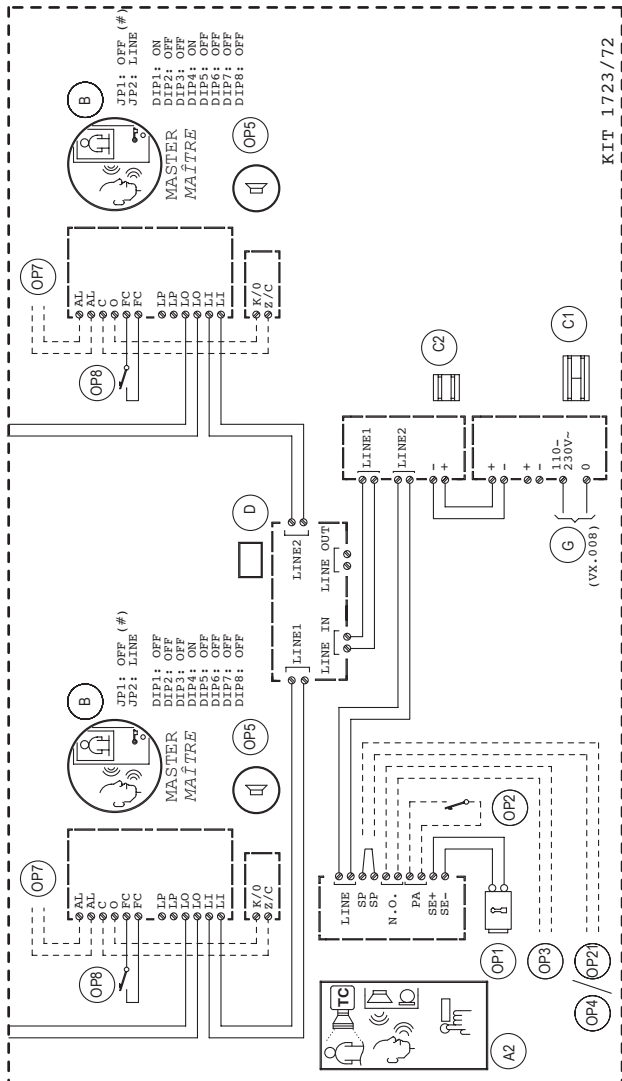 OP7
AL
AL
C
O
FC
FC
LP
LP
LO
LO
LI
LI
K/O
Z/C
OP8
B
MASTER
MAÎTRE
OP5
JP1: OFF (#)
JP2: LINE
DIP1: OFF
DIP2: OFF
DIP3: OFF
DIP4: ON
DIP5: OFF
DIP6: OFF
DIP7: OFF
DIP8: OFF
OP7
AL
AL
C
O
FC
FC
LP
LP
LO
LO
LI
LI
K/O
Z/C
OP8
B
MASTER
MAÎTRE
OP5
JP1: OFF (#)
JP2: LINE
DIP1: ON
DIP2: OFF
DIP3: OFF
DIP4: ON
DIP5: OFF
DIP6: OFF
DIP7: OFF
DIP8: OFF
D
LINE1
LINE2
LINE IN
LINE OUT
A2
TC
LINE
SP
SP
N.O.
PA
SE+
SE-
OP1
OP2
OP3
OP4 / OP21
C2
LINE1
LINE2
-
+
C1
+
-
+
-
110-
230V~
0
G
(VX.008)
KIT 1723/72